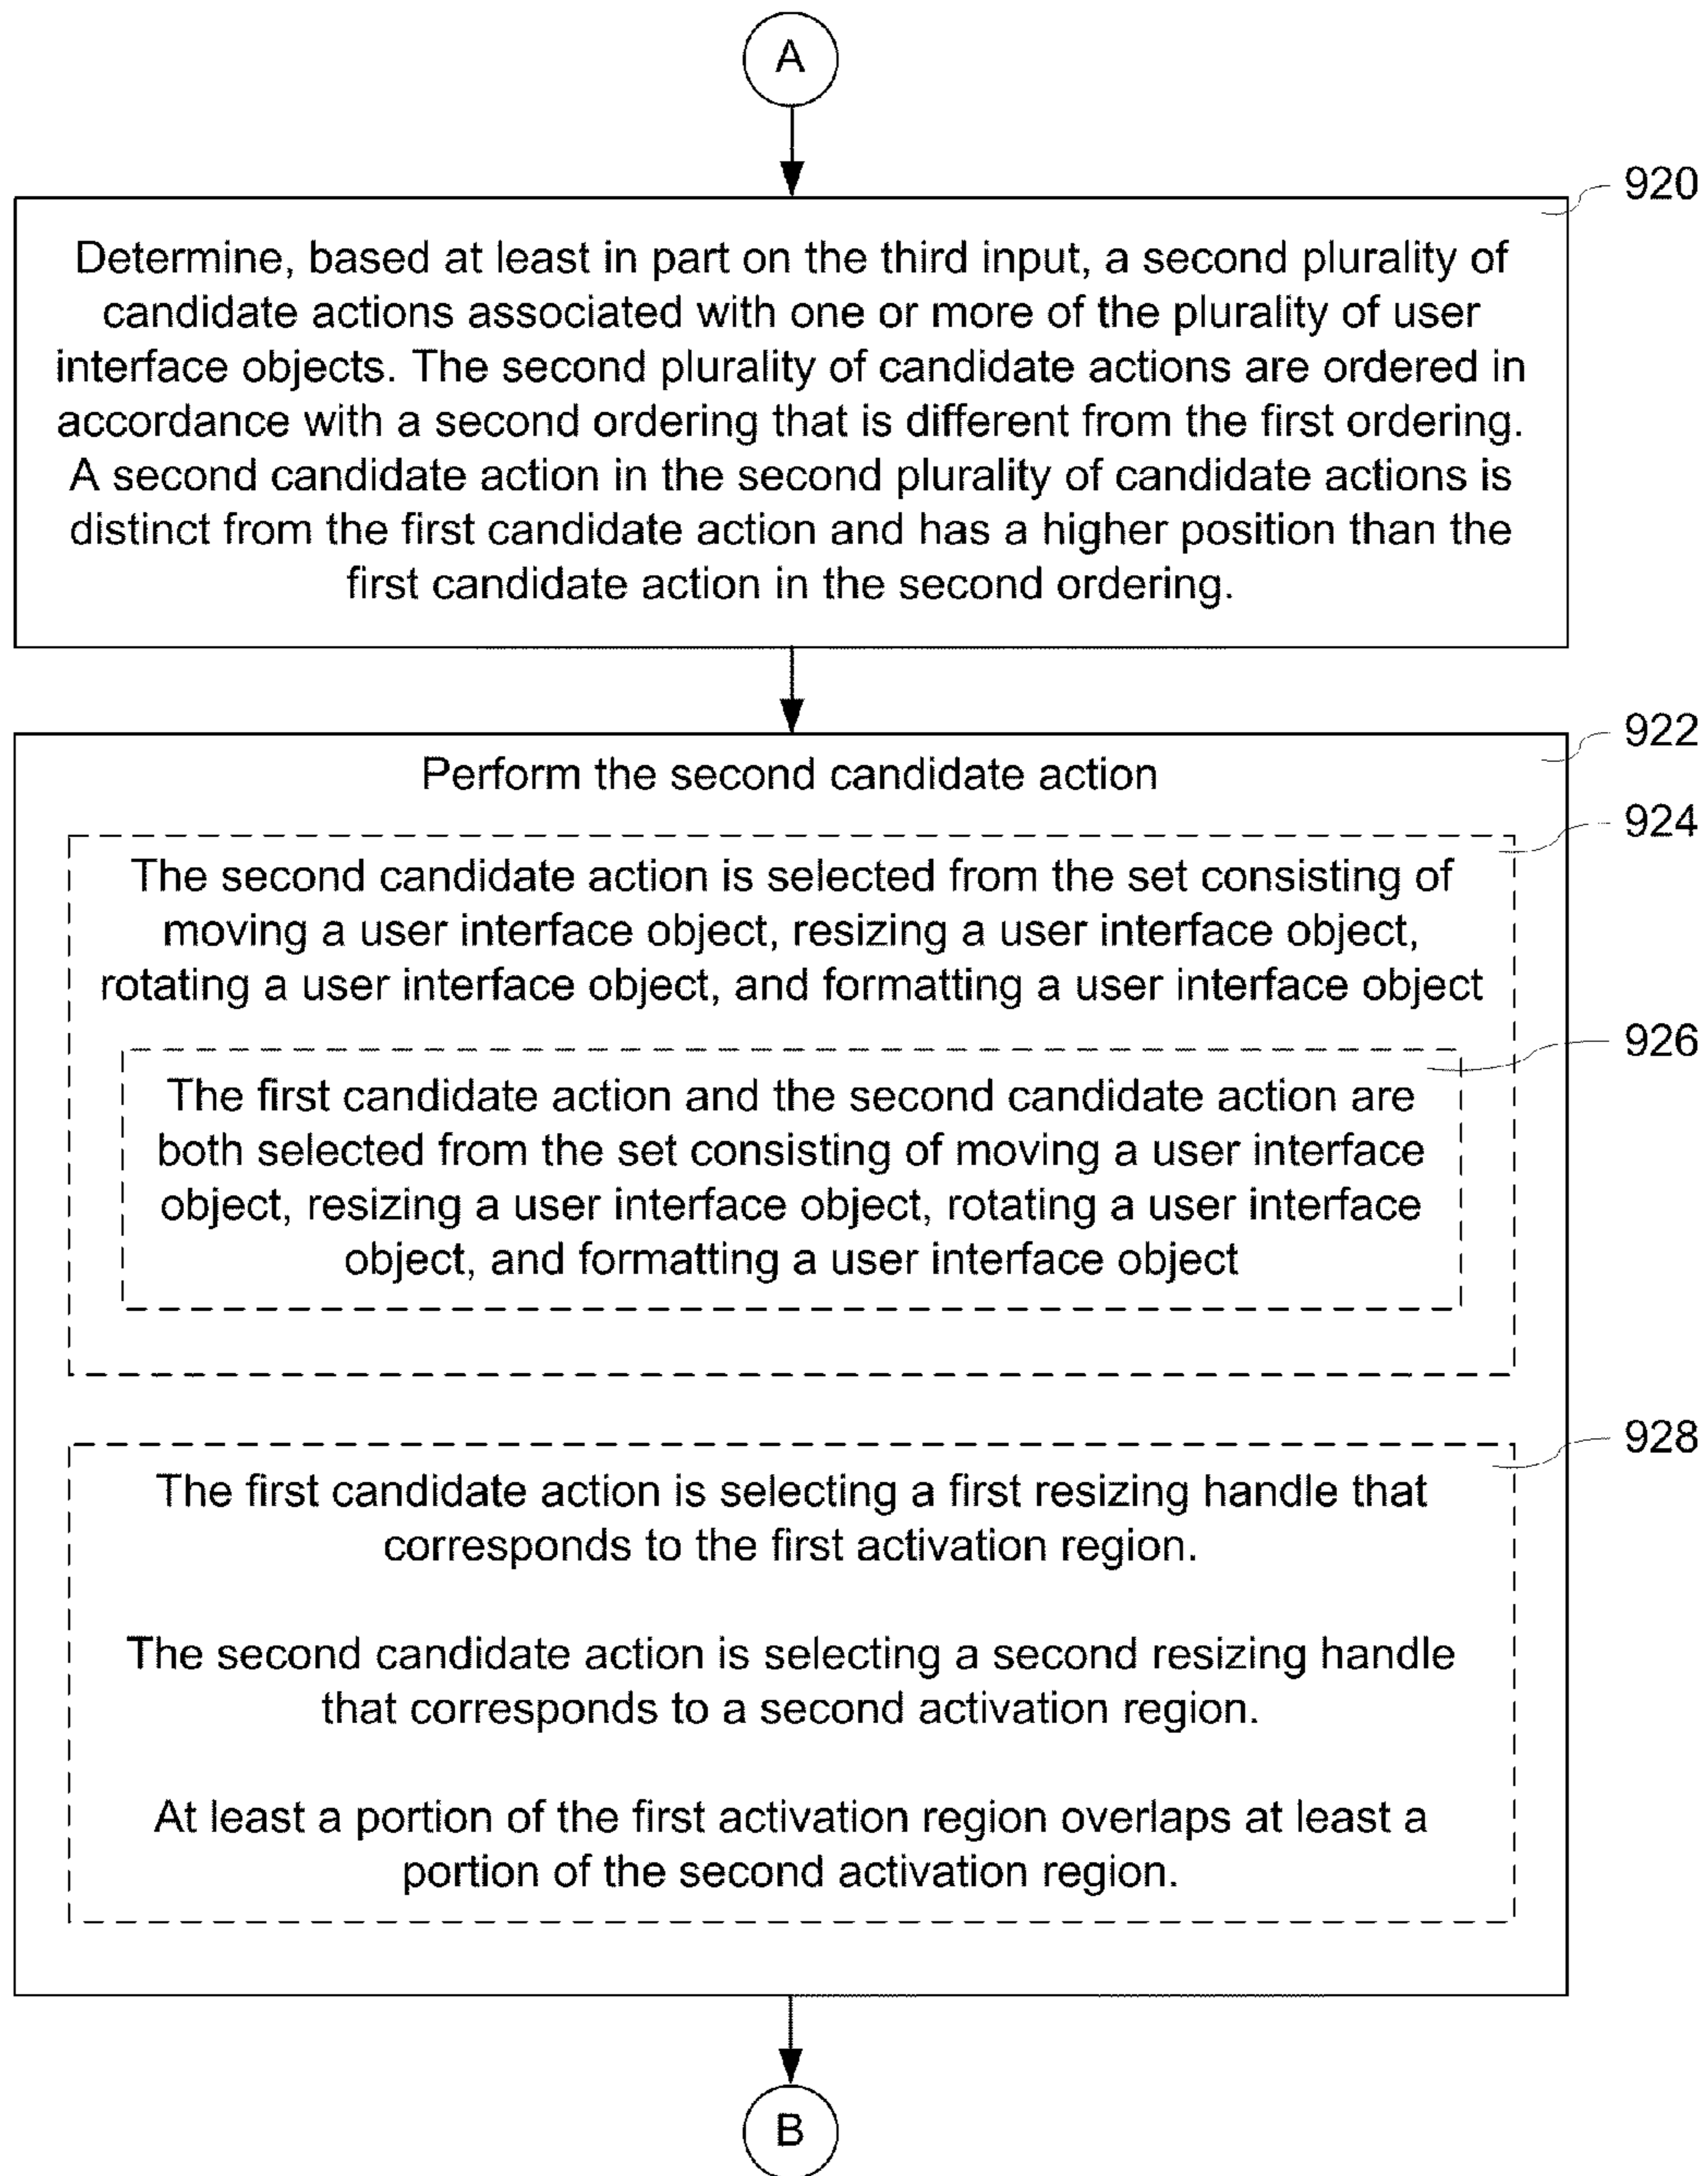 A
920
Determine, based at least in part on the third input, a second plurality of
candidate actions associated with one or more of the plurality of user
interface objects. The second plurality of candidate actions are ordered in
accordance with a second ordering that is different from the first ordering.
A second candidate action in the second plurality of candidate actions is
distinct from the first candidate action and has a higher position than the
first candidate action in the second ordering.
922
Perform the second candidate action
924
The second candidate action is selected from the set consisting of
moving a user interface object, resizing a user interface object,
rotating a user interface object, and formatting a user interface object
926
The first candidate action and the second candidate action are
both selected from the set consisting of moving a user interface
object, resizing a user interface object, rotating a user interface
object, and formatting a user interface object
928
The first candidate action is selecting a first resizing handle that
corresponds to the first activation region.
The second candidate action is selecting a second resizing handle
that corresponds to a second activation region.
At least a portion of the first activation region overlaps at least a
portion of the second activation region.
B